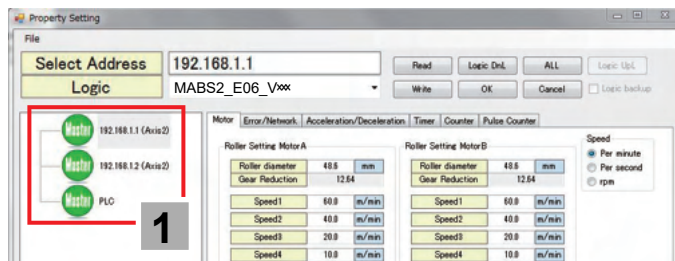 Property Setting
File
Select Address 192.168.1.1 Read Logic DnL ALL Logic UpL
Logic MABS2_E06_Vxxx Write OK Cancel Logic backup
Motor Error/Network Acceleration/Deceleration Timer Counter Pulse Counter
Master 192.168.1.1 (Axis2)
Master 192.168.1.2 (Axis2)
Master PLC
1
Roller Setting MotorA
Roller diameter 48.6 mm
Gear Reduction 12.64
Speed1 60.0 m/min
Speed2 40.0 m/min
Speed3 20.0 m/min
Speed4 10.0 m/min
Roller Setting MotorB
Roller diameter 48.6 mm
Gear Reduction 12.64
Speed1 60.0 m/min
Speed2 40.0 m/min
Speed3 20.0 m/min
Speed4 10.0 m/min
Speed
Per minute
Per second
rpm